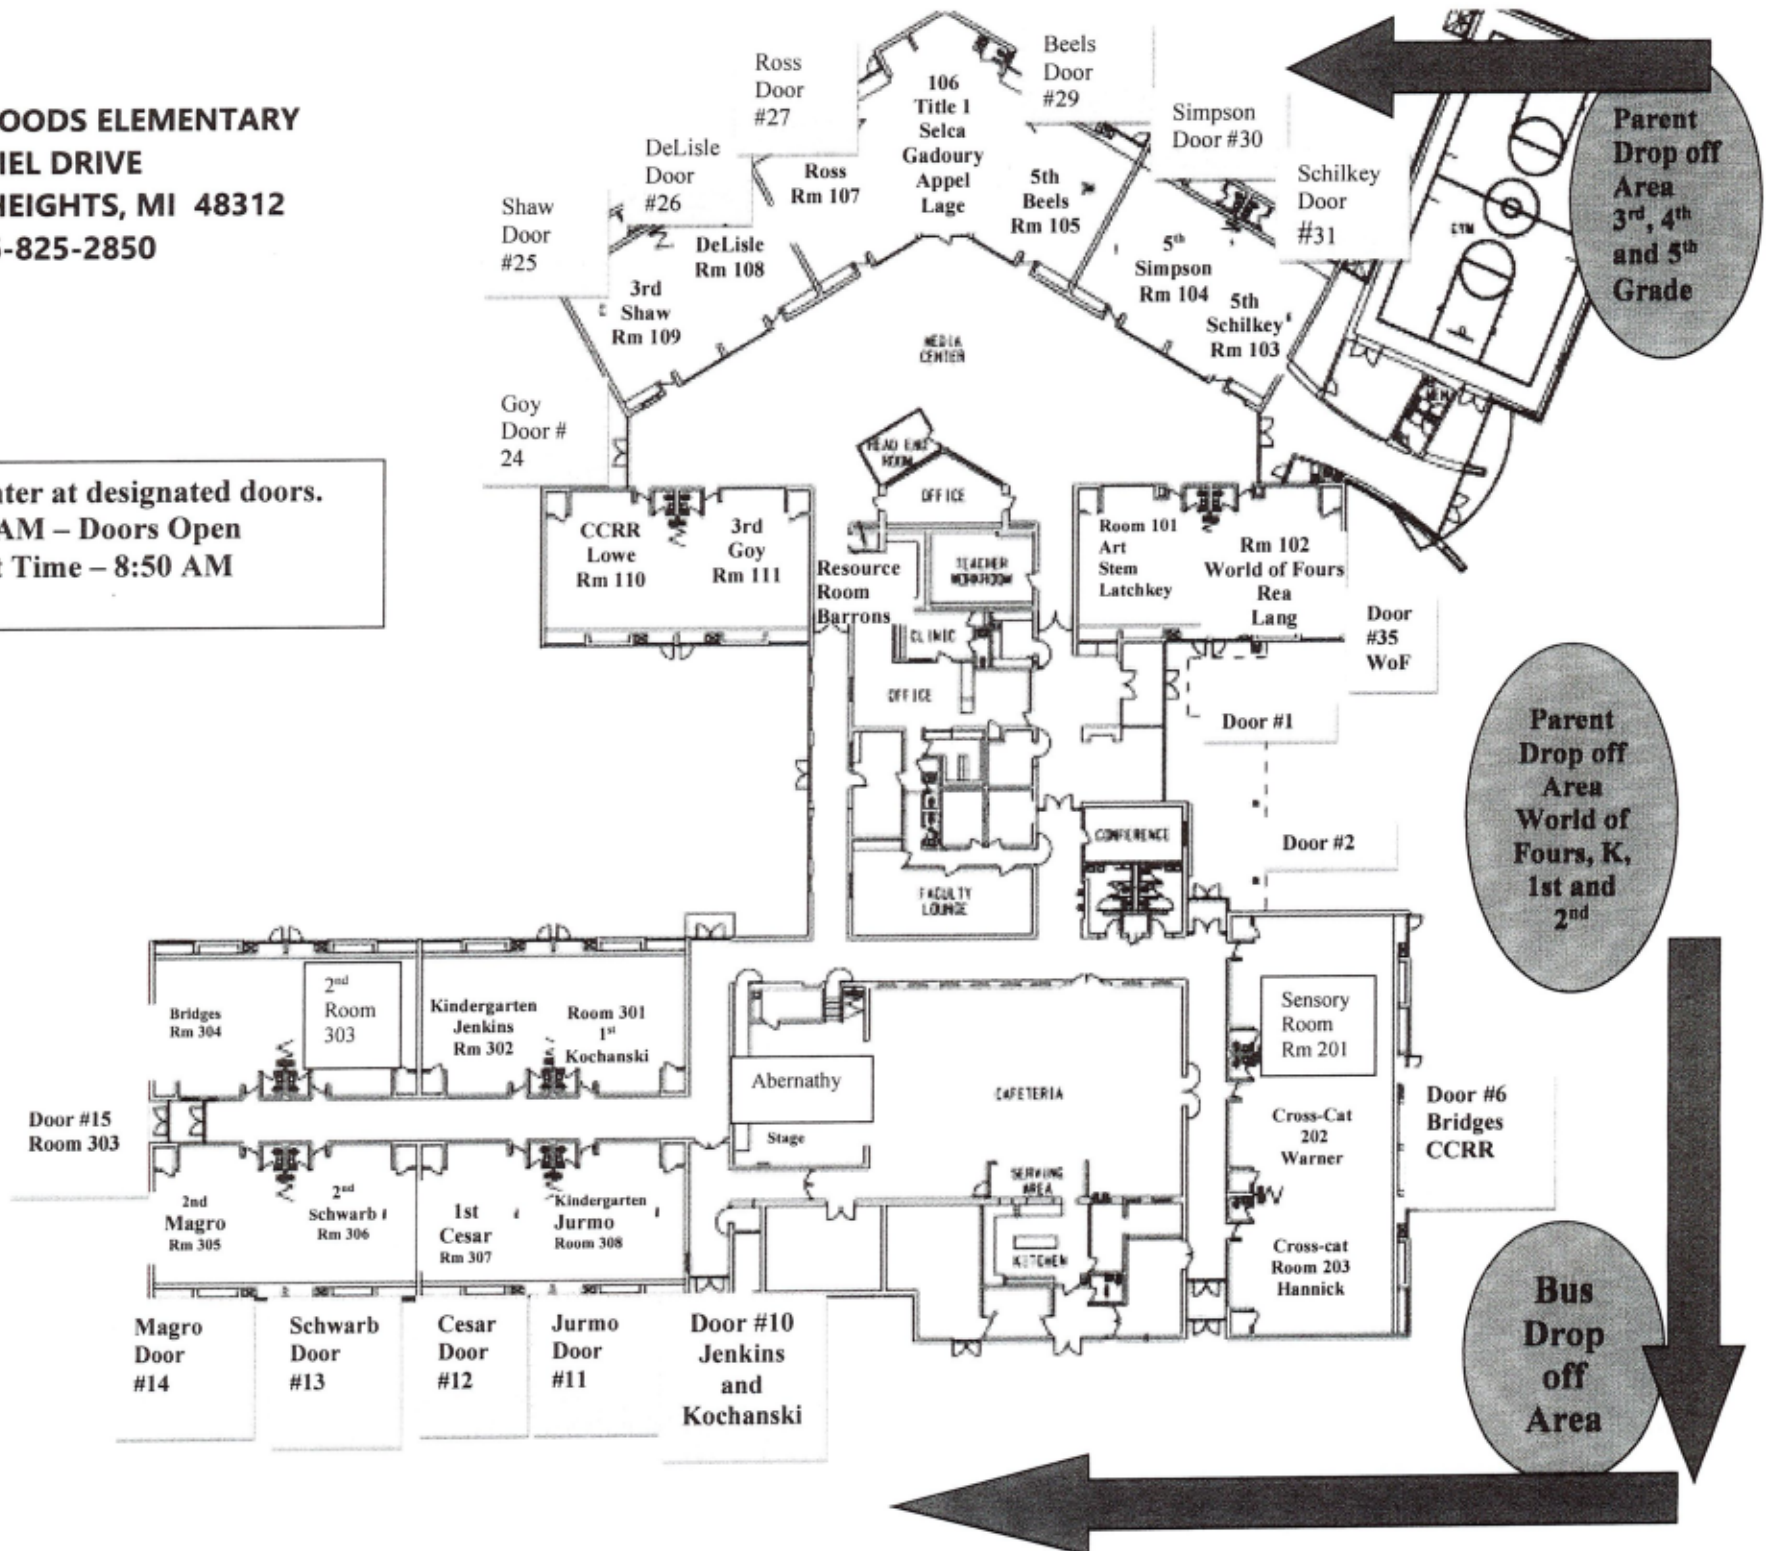 OODS ELEMENTARY
IEL DRIVE
HEIGHTS, MI 48312
-825-2850
ter at designated doors.
AM – Doors Open
t Time – 8:50 AM
Ross
Door
#27
Beels
Door
#29
Simpson
Door #30
Schilkey
Door
#31
DeLisle
Door
#26
Shaw
Door
#25
Goy
Door #
24
106
Title 1
Selca
Gadoury
Appel
Lage
Ross
Rm 107
5th
Beels
Rm 105
DeLisle
Rm 108
3rd
Shaw
Rm 109
5th
Simpson
Rm 104
5th
Schilkey
Rm 103
GYM
Parent
Drop off
Area
3rd, 4th
and 5th
Grade
MEDIA
CENTER
HEAD END
ROOM
OFFICE
CCRR
Lowe
Rm 110
3rd
Goy
Rm 111
Resource
Room
Barrons
TEACHER
WORKROOM
CLINIC
OFFICE
Room 101
Art
Stem
Latchkey
Rm 102
World of Fours
Rea
Lang
Door
#35
WoF
Door #1
Parent
Drop off
Area
World of
Fours, K,
1st and
2nd
CONFERENCE
Door #2
FACULTY
LOUNGE
Bridges
Rm 304
2nd
Room
303
Kindergarten
Jenkins
Rm 302
Room 301
1st
Kochanski
Abernathy
Stage
CAFETERIA
Sensory
Room
Rm 201
Door #15
Room 303
Cross-Cat
202
Warner
Door #6
Bridges
CCRR
2nd
Magro
Rm 305
2nd
Schwarb
Rm 306
1st
Cesar
Rm 307
Kindergarten
Jurmo
Room 308
SERVING
AREA
KITCHEN
Cross-cat
Room 203
Hannick
Magro
Door
#14
Schwarb
Door
#13
Cesar
Door
#12
Jurmo
Door
#11
Door #10
Jenkins
and
Kochanski
Bus
Drop
off
Area